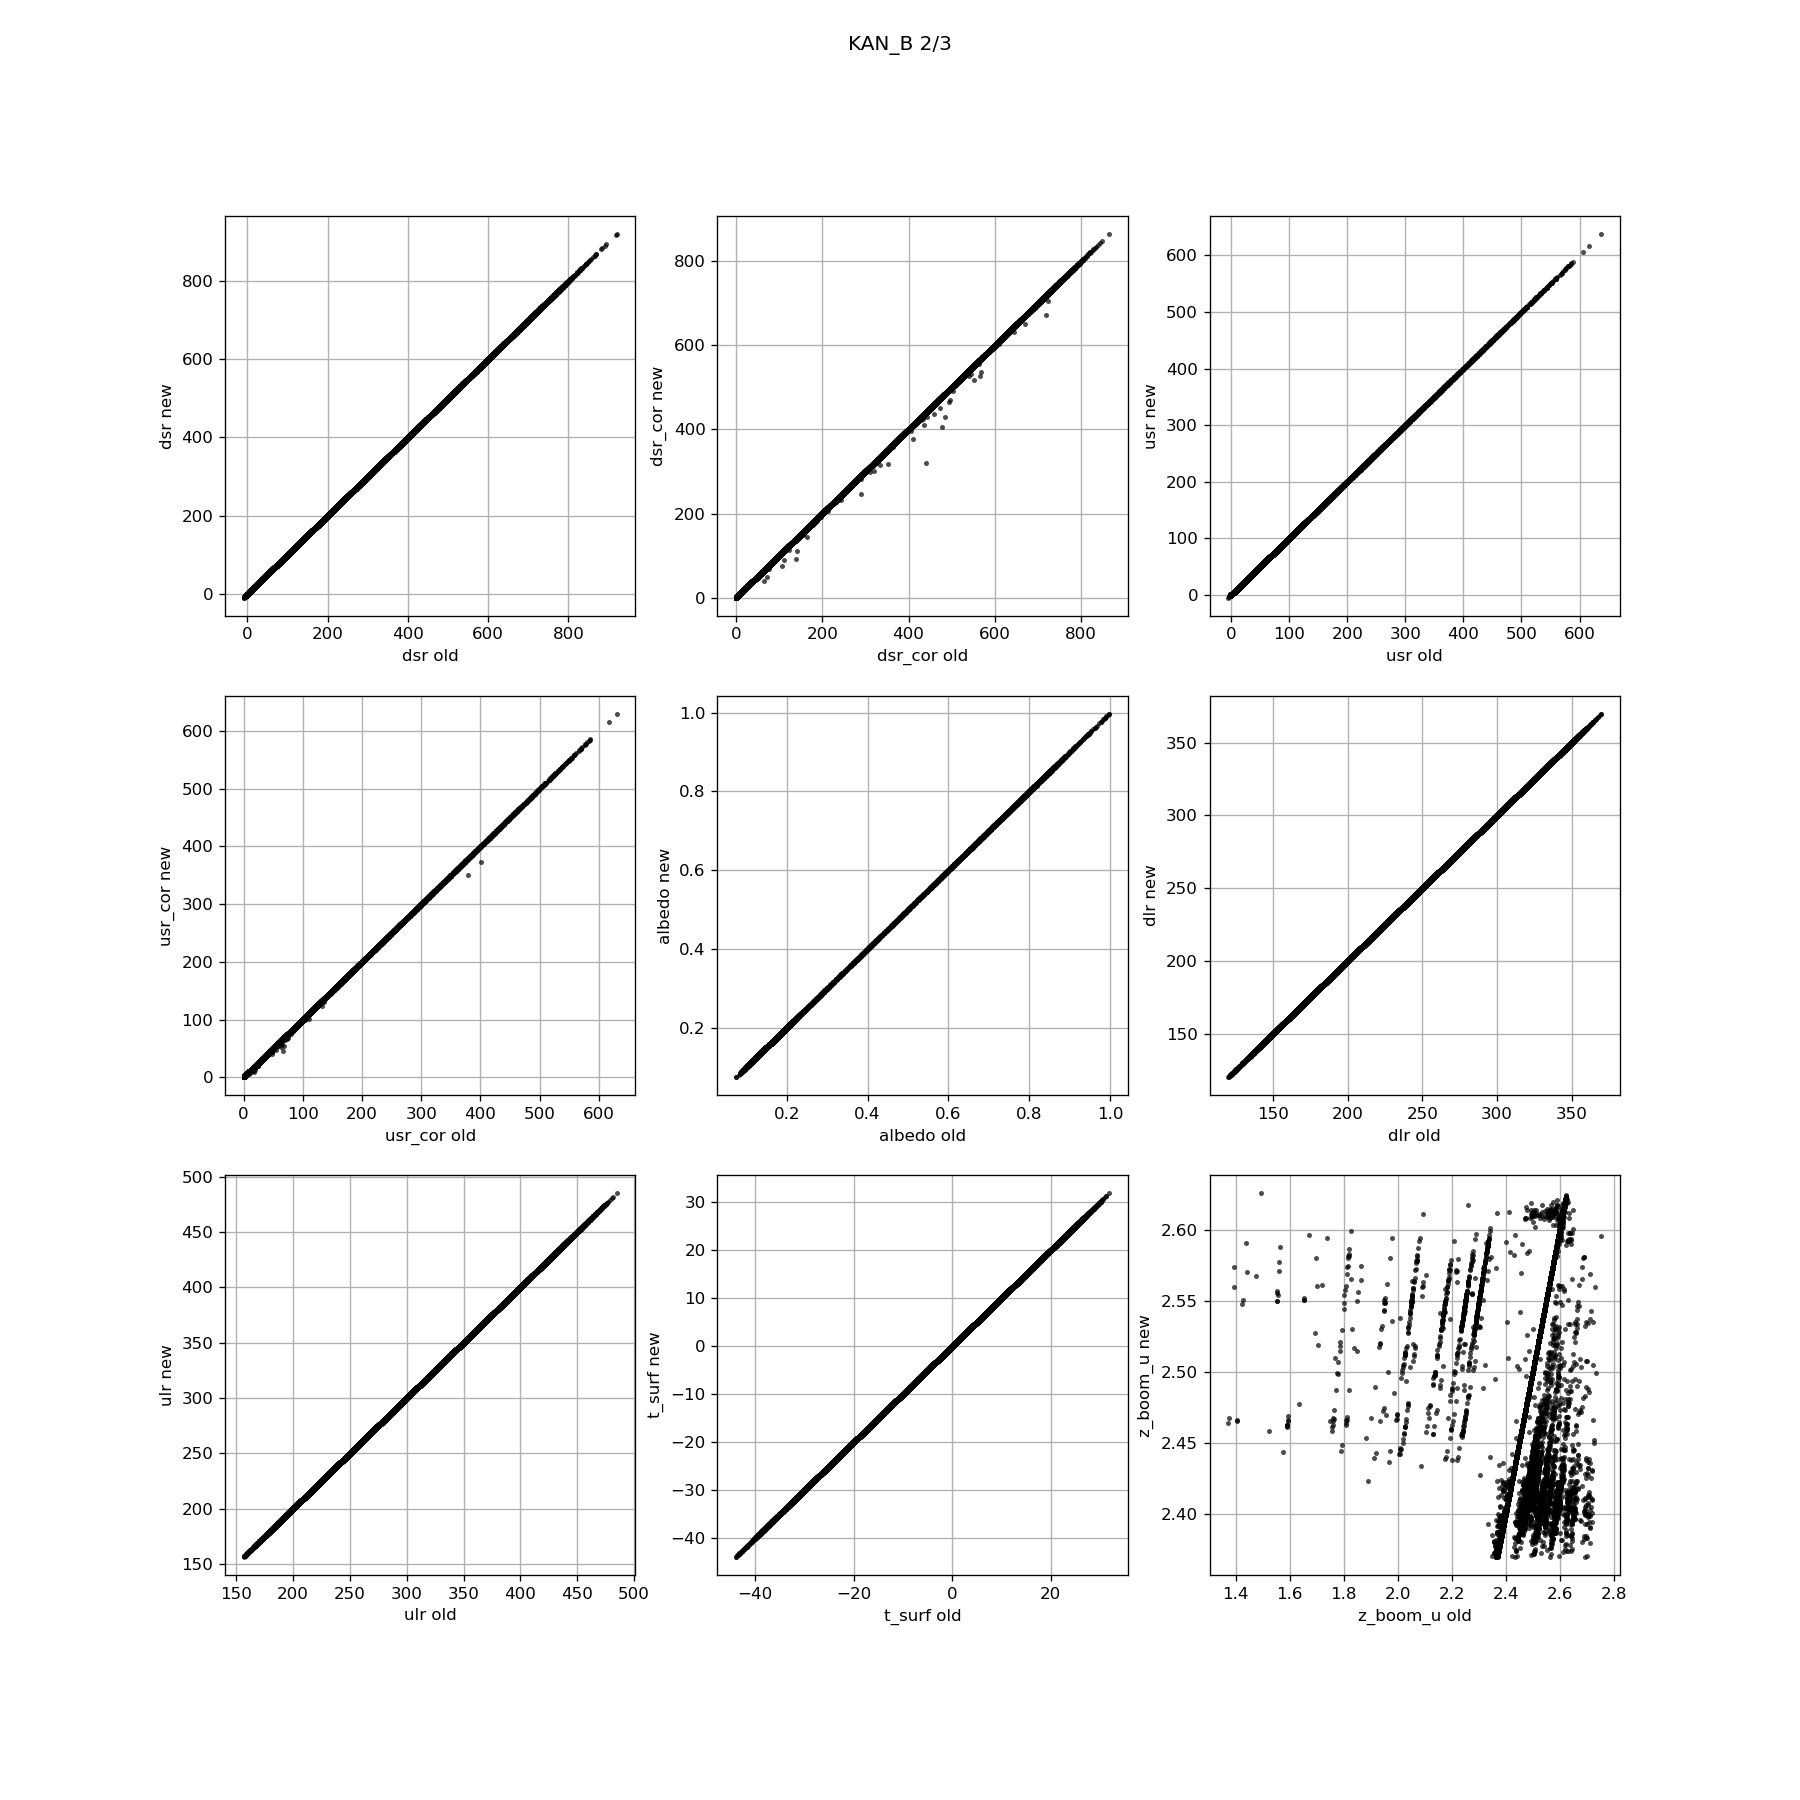 KAN_B 2/3
800
600
400
200
0
dsr new
0 200 400 600 800
dsr old
800
600
400
200
0
dsr_cor new
0 200 400 600 800
dsr_cor old
600
500
400
300
200
100
0
usr new
0 100 200 300 400 500 600
usr old
600
500
400
300
200
100
0
usr_cor new
0 100 200 300 400 500 600
usr_cor old
1.0
0.8
0.6
0.4
0.2
albedo new
0.2 0.4 0.6 0.8 1.0
albedo old
350
300
250
200
150
dlr new
150 200 250 300 350
dlr old
500
450
400
350
300
250
200
150
ulr new
150 200 250 300 350 400 450 500
ulr old
30
20
10
0
−10
−20
−30
−40
t_surf new
−40 −20 0 20
t_surf old
2.60
2.55
2.50
2.45
2.40
z_boom_u new
1.4 1.6 1.8 2.0 2.2 2.4 2.6 2.8
z_boom_u old